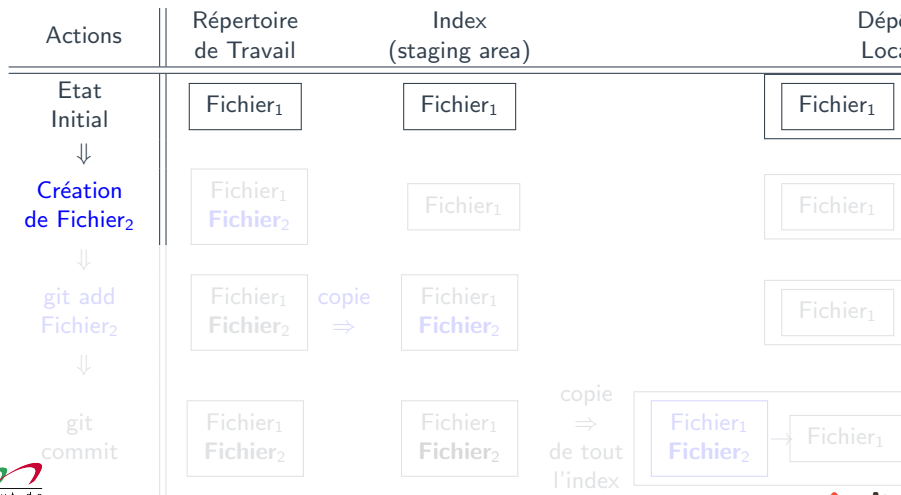 Actions
Répertoire
de Travail
Index
(staging area)
Dépô
Loca
Etat
Initial
Fichier₁
Fichier₁
Fichier₁
⇓
Création
de Fichier₂
Fichier₁
Fichier₂
Fichier₁
Fichier₁
⇓
git add
Fichier₂
Fichier₁
Fichier₂
copie
⇒
Fichier₁
Fichier₂
Fichier₁
⇓
git
commit
Fichier₁
Fichier₂
Fichier₁
Fichier₂
copie
⇒
de tout
l'index
Fichier₁
Fichier₂
→ Fichier₁